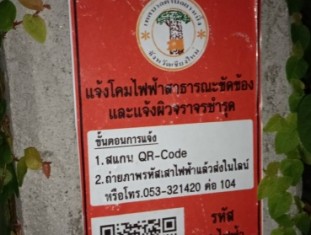 แจ้งโคมไฟฟ้าสาธารณะขัดข้อง
และแจ้งผิวจราจรชำรุด
ขั้นตอนการแจ้ง
1. สแกน QR-Code
2. ถ่ายภาพรหัสเสาไฟฟ้าแล้วส่งในไลน์
หรือโทร.053-321420 ต่อ 104
รหัส